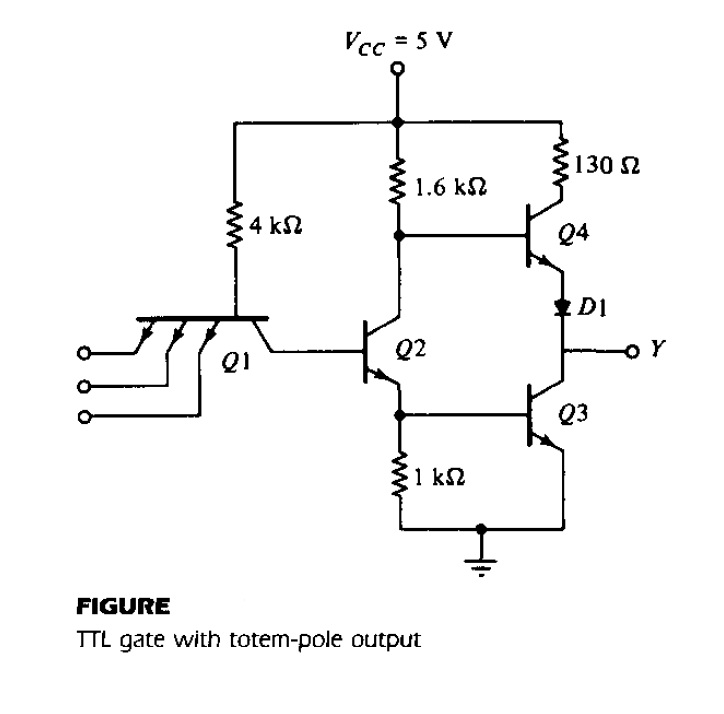 V_CC = 5 V
130 Ω
1.6 kΩ
4 kΩ
Q4
D1
Q1
Q2
Y
Q3
1 kΩ
FIGURE
TTL gate with totem-pole output